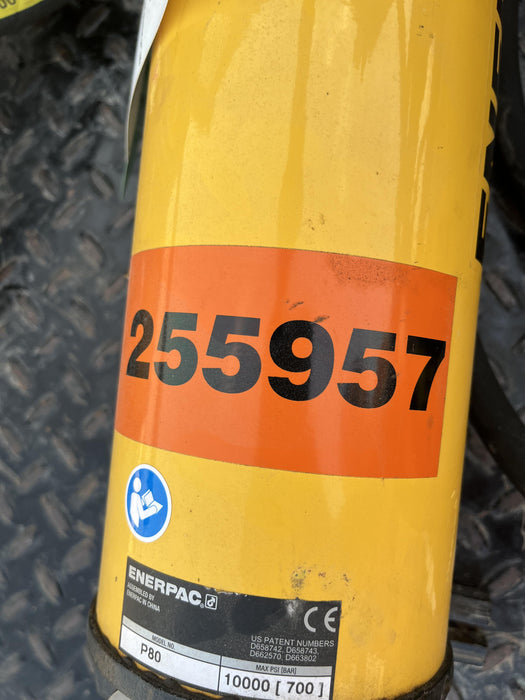 255957
ENERPAC
ASSEMBLED BY
ENERPAC IN CHINA
CE
US PATENT NUMBERS
D658742, D658743,
D662570, D663802
MODEL NO.
P80
MAX PSI [BAR]
10000 [ 700 ]